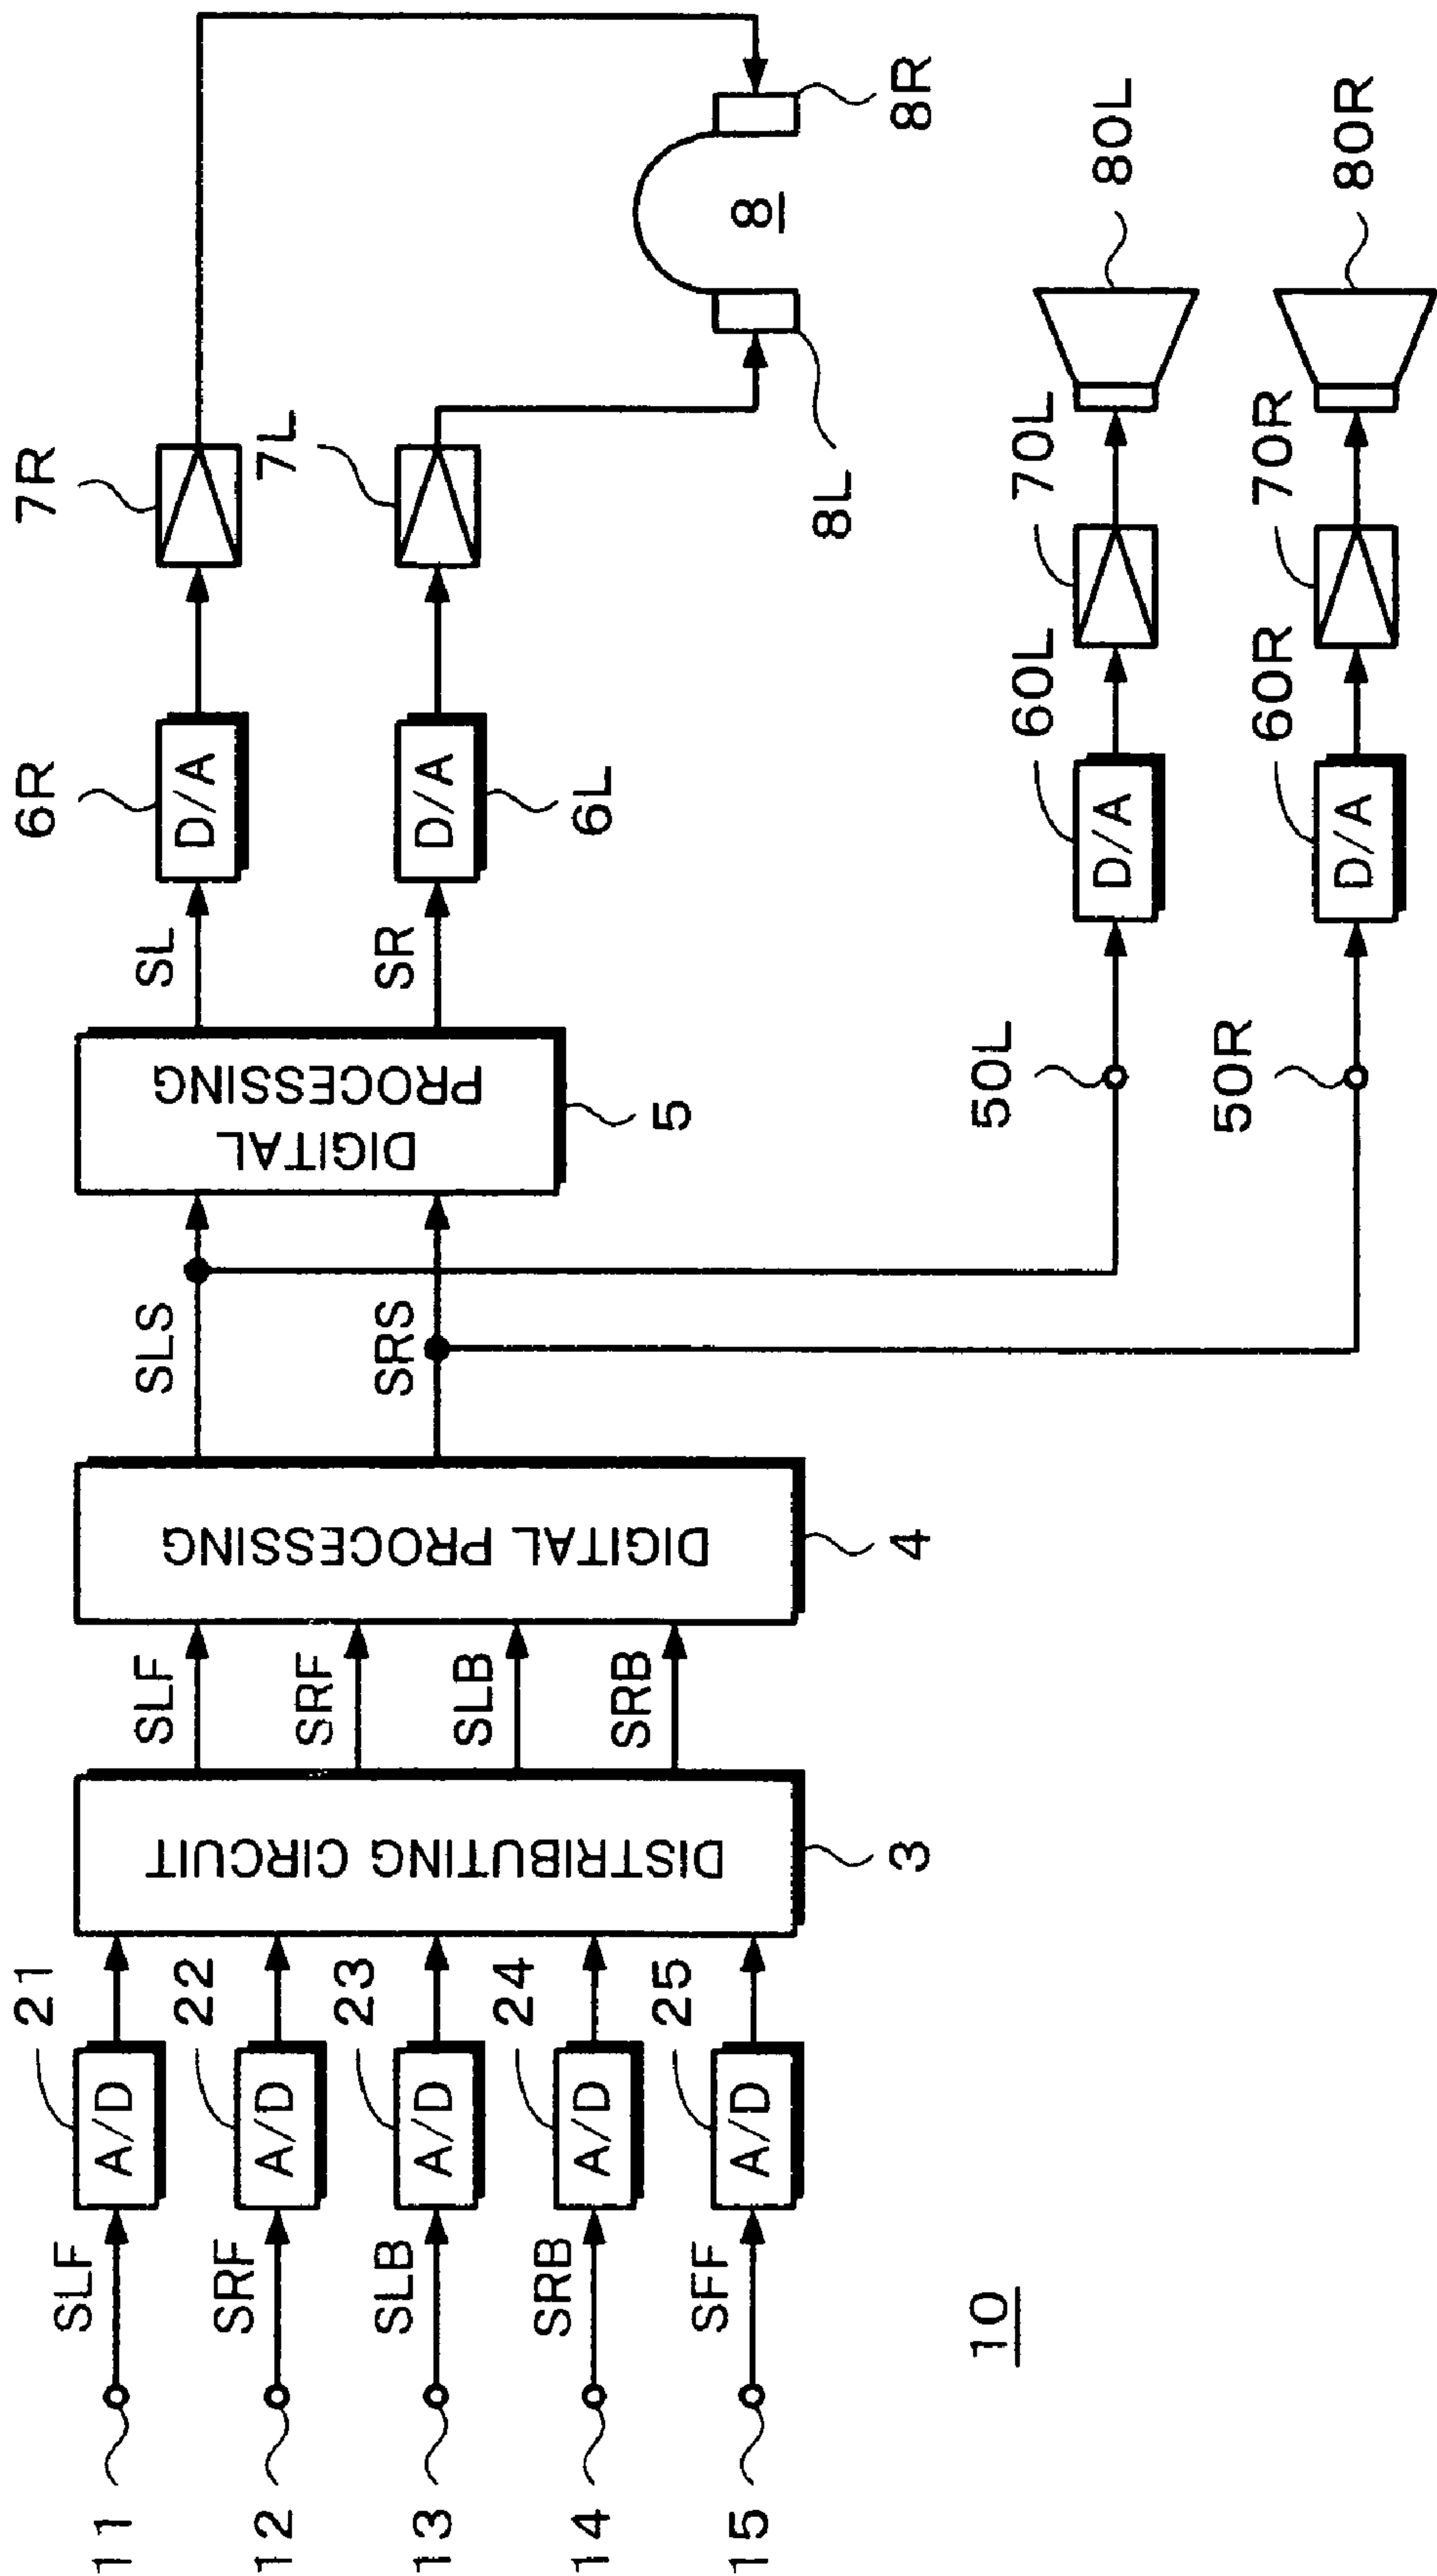 11
12
13
14
15
SLF
SRF
SLB
SRB
SFF
21
22
23
24
25
A/D
A/D
A/D
A/D
A/D
DISTRIBUTING CIRCUIT
3
SLF
SRF
SLB
SRB
DIGITAL PROCESSING
4
SLS
SRS
DIGITAL
PROCESSING
5
SL
SR
6R
D/A
D/A
6L
7R
7L
8
8L
8R
50L
50R
60L
D/A
60R
D/A
70L
70R
80L
80R
10